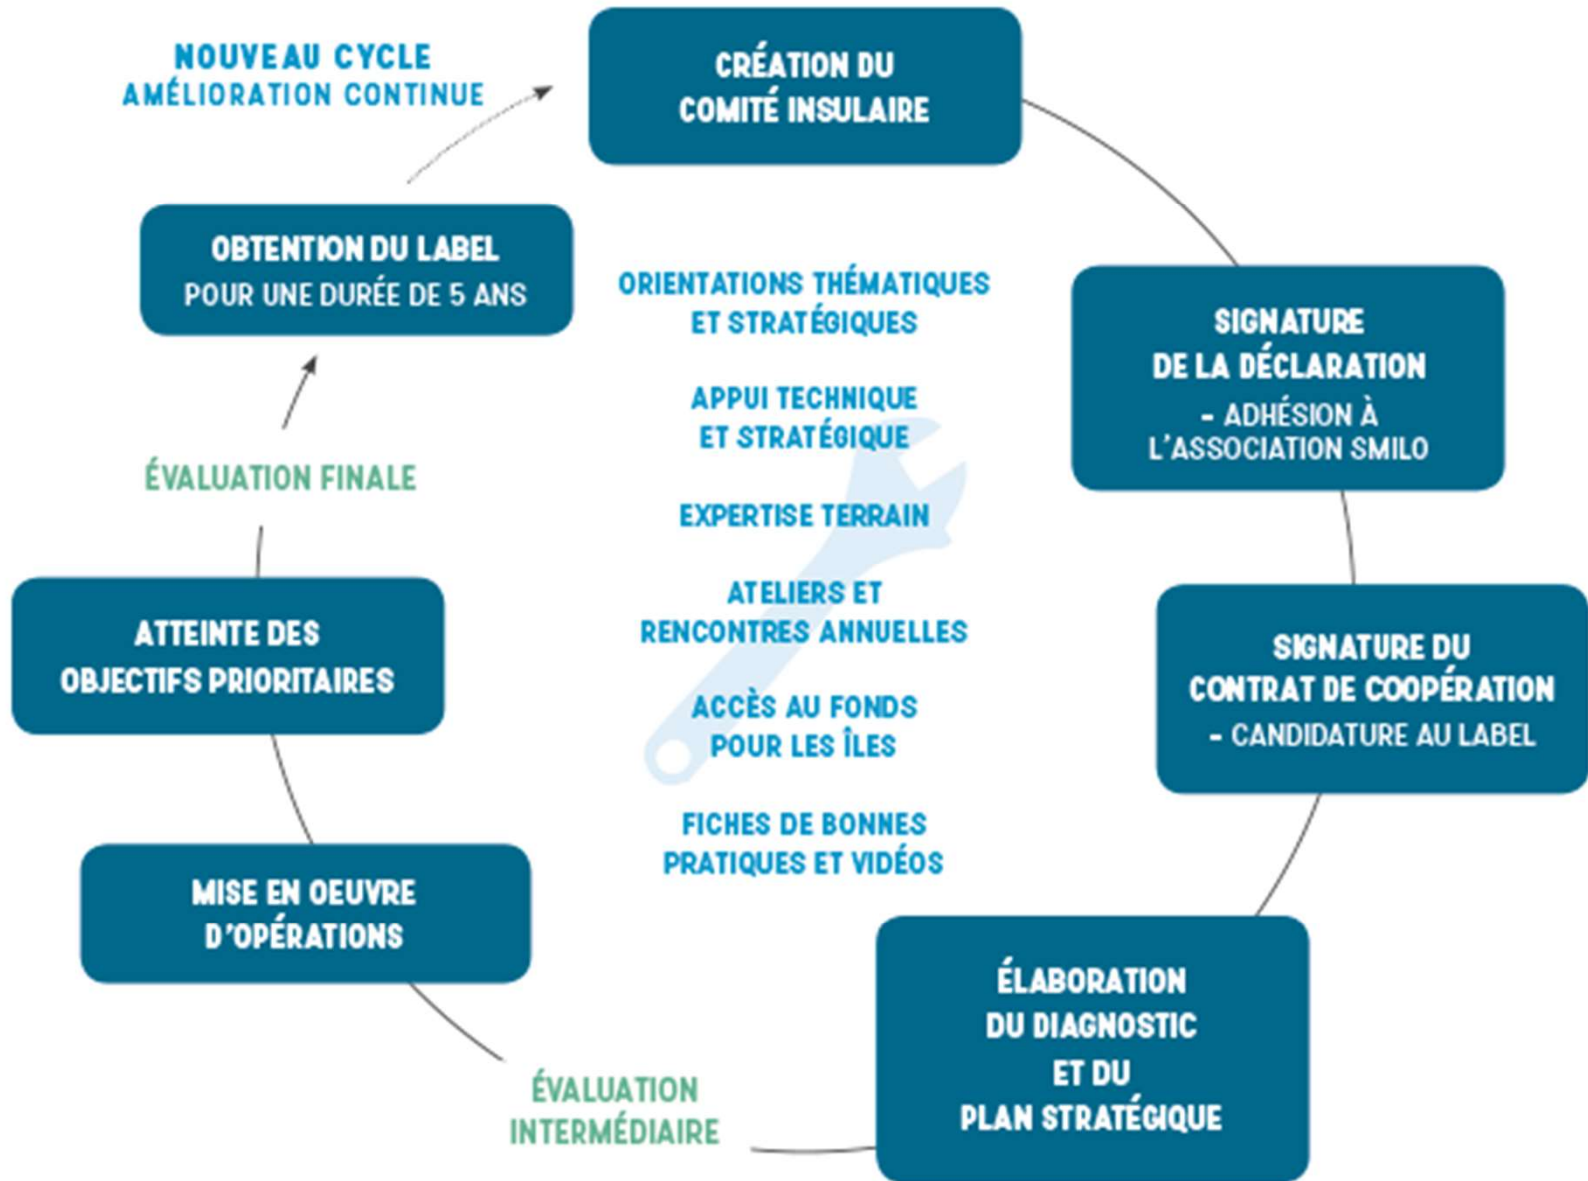 NOUVEAU CYCLE
AMÉLIORATION CONTINUE
CRÉATION DU
COMITÉ INSULAIRE
SIGNATURE
DE LA DÉCLARATION
- ADHÉSION À
L'ASSOCIATION SMILO
SIGNATURE DU
CONTRAT DE COOPÉRATION
- CANDIDATURE AU LABEL
ÉLABORATION
DU DIAGNOSTIC
ET DU
PLAN STRATÉGIQUE
ÉVALUATION
INTERMÉDIAIRE
MISE EN OEUVRE
D'OPÉRATIONS
ATTEINTE DES
OBJECTIFS PRIORITAIRES
ÉVALUATION FINALE
OBTENTION DU LABEL
POUR UNE DURÉE DE 5 ANS
ORIENTATIONS THÉMATIQUES
ET STRATÉGIQUES
APPUI TECHNIQUE
ET STRATÉGIQUE
EXPERTISE TERRAIN
ATELIERS ET
RENCONTRES ANNUELLES
ACCÈS AU FONDS
POUR LES ÎLES
FICHES DE BONNES
PRATIQUES ET VIDÉOS